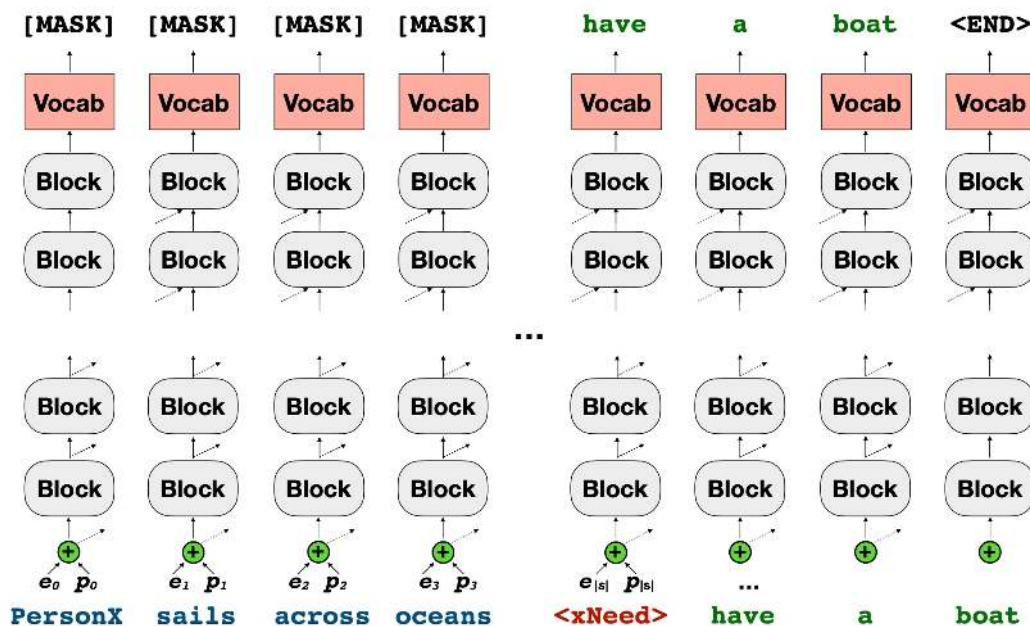 [MASK] [MASK] [MASK] [MASK] have a boat <END>
Vocab Vocab Vocab Vocab Vocab Vocab Vocab Vocab
Block Block Block Block Block Block Block Block
Block Block Block Block Block Block Block Block
...
Block Block Block Block Block Block Block Block
Block Block Block Block Block Block Block Block
+ + + + + + + +
e₀ p₀ e₁ p₁ e₂ p₂ e₃ p₃ e|s| p|s| ...
PersonX sails across oceans <xNeed> have a boat